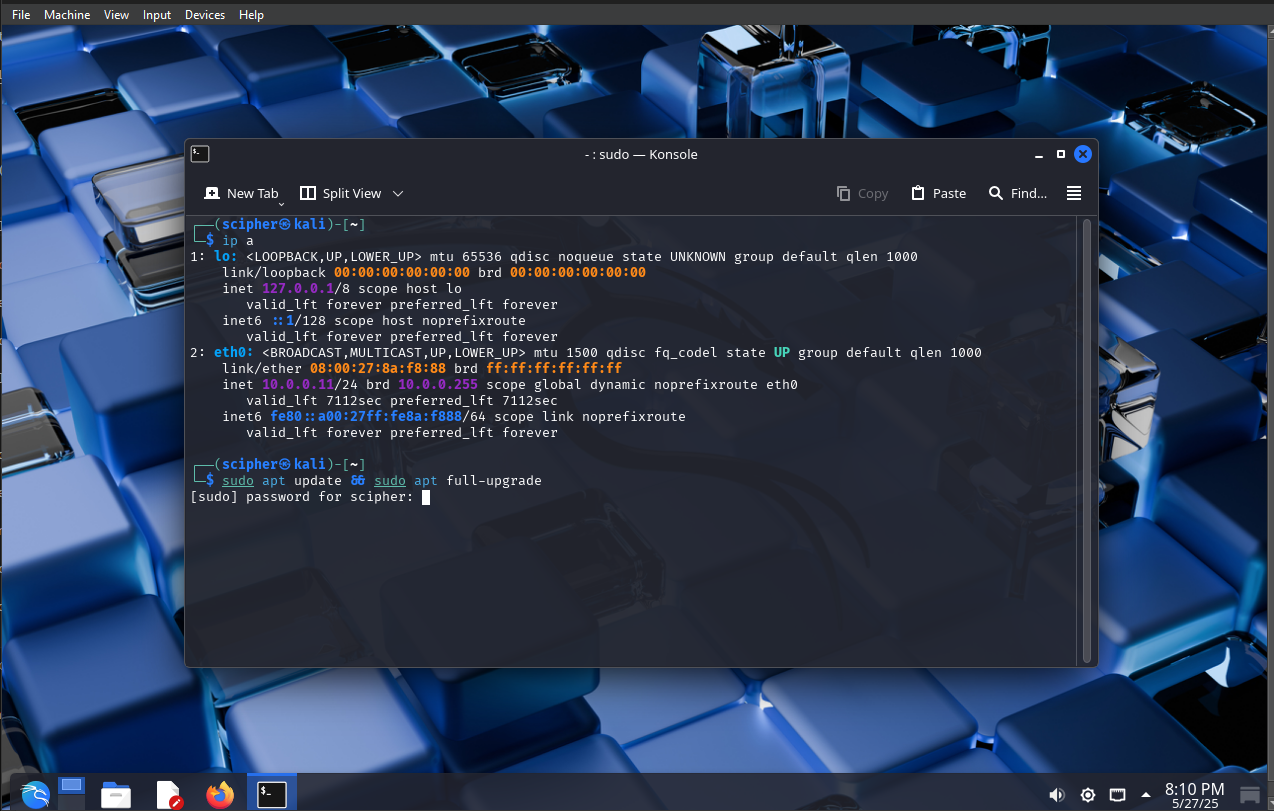 File Machine View Input Devices Help
- : sudo — Konsole
New Tab Split View Copy Paste Find...
┌──(scipher㉿kali)-[~]
└─$ ip a
1: lo: <LOOPBACK,UP,LOWER_UP> mtu 65536 qdisc noqueue state UNKNOWN group default qlen 1000
    link/loopback 00:00:00:00:00:00 brd 00:00:00:00:00:00
    inet 127.0.0.1/8 scope host lo
       valid_lft forever preferred_lft forever
    inet6 ::1/128 scope host noprefixroute
       valid_lft forever preferred_lft forever
2: eth0: <BROADCAST,MULTICAST,UP,LOWER_UP> mtu 1500 qdisc fq_codel state UP group default qlen 1000
    link/ether 08:00:27:8a:f8:88 brd ff:ff:ff:ff:ff:ff
    inet 10.0.0.11/24 brd 10.0.0.255 scope global dynamic noprefixroute eth0
       valid_lft 7112sec preferred_lft 7112sec
    inet6 fe80::a00:27ff:fe8a:f888/64 scope link noprefixroute
       valid_lft forever preferred_lft forever
┌──(scipher㉿kali)-[~]
└─$ sudo apt update && sudo apt full-upgrade
[sudo] password for scipher:
8:10 PM
5/27/25